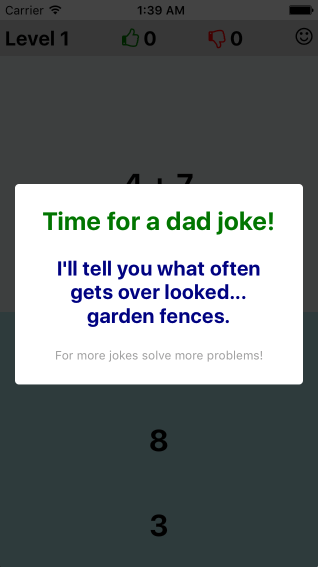 Carrier 1:39 AM
Level 1 0 0
4 + 7
Time for a dad joke!
I'll tell you what often
gets over looked...
garden fences.
For more jokes solve more problems!
8
3